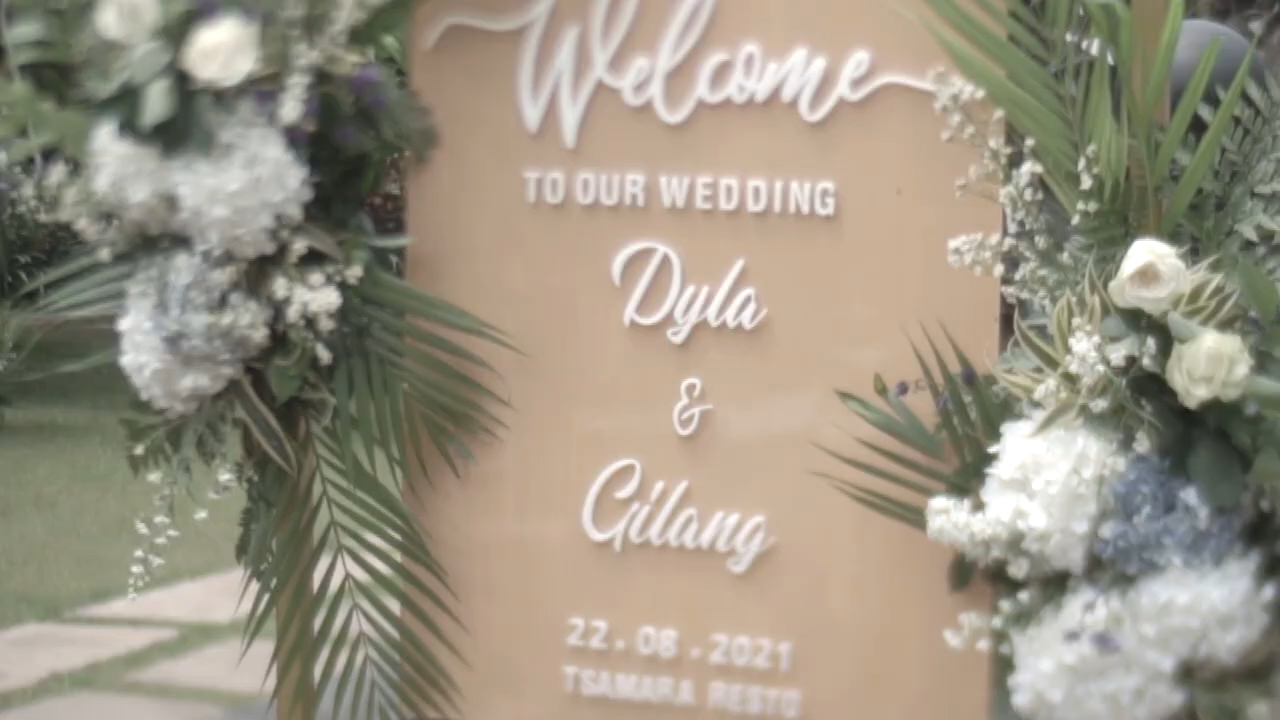 Welcome
TO OUR WEDDING
Dyla
&
Gilang
22.08.2021
TSAMARA RESTO